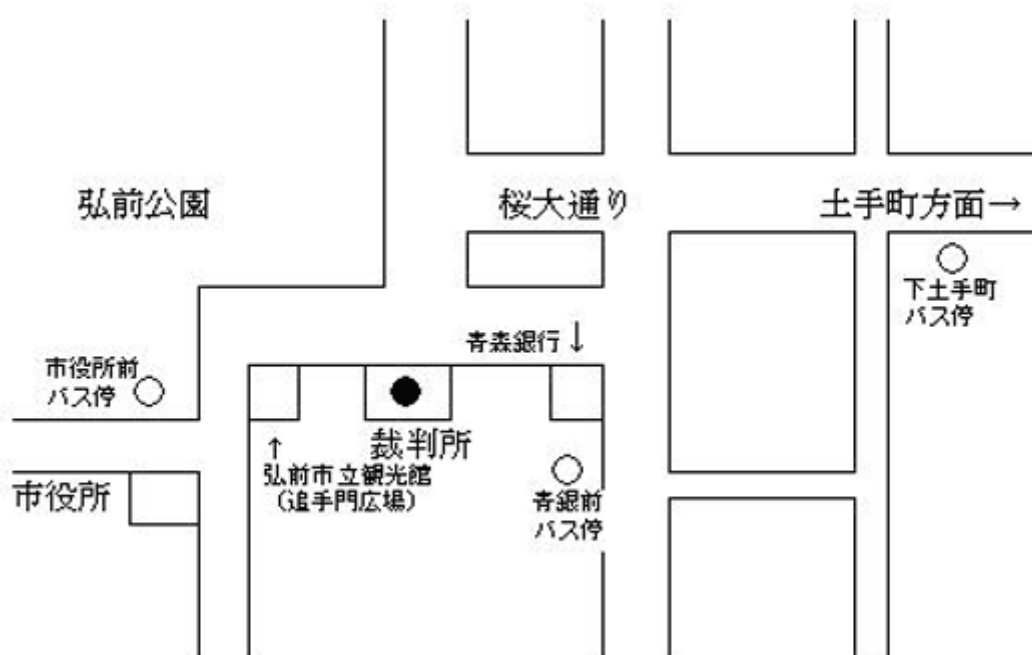 弘前公園
桜大通り
土手町方面→
下土手町
バス停
青森銀行↓
市役所前
バス停
裁判所
↑
弘前市立観光館
(追手門広場)
市役所
青銀前
バス停